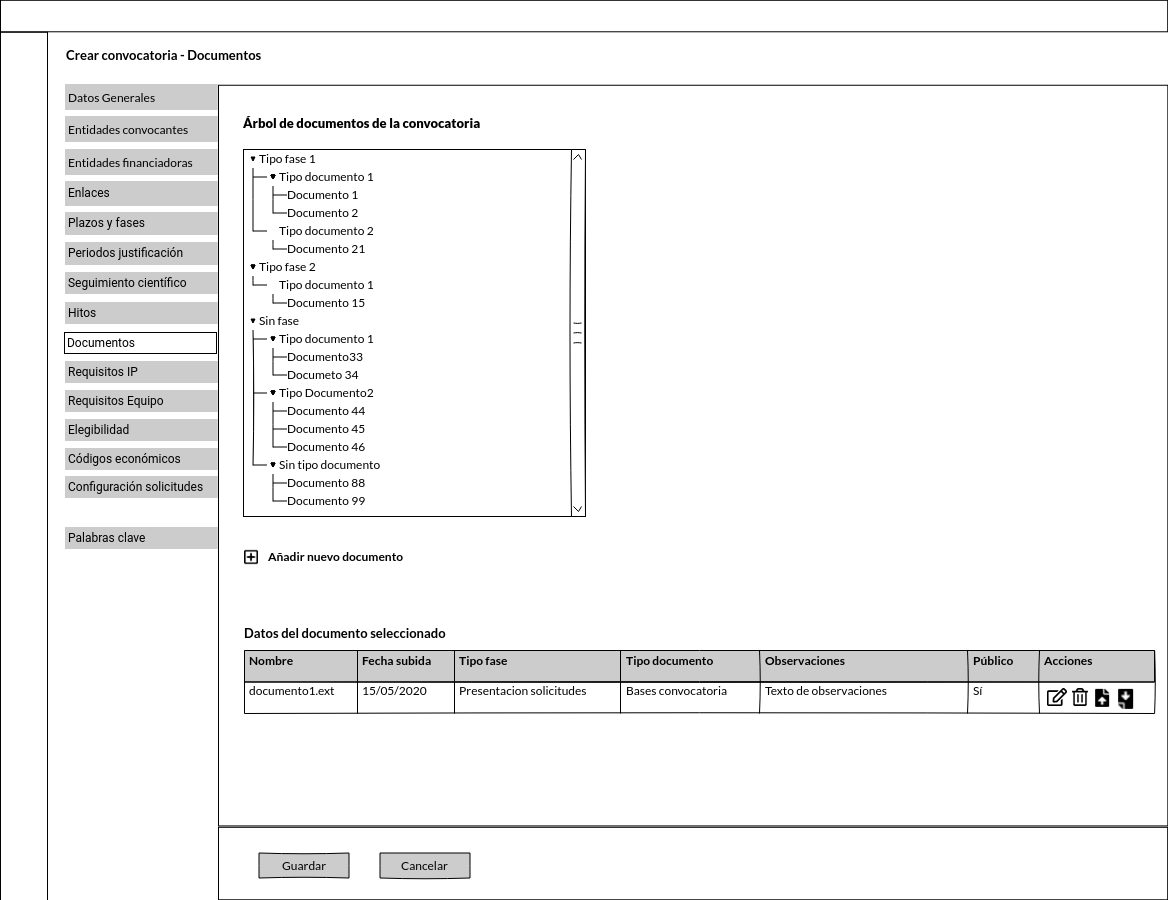 Crear convocatoria - Documentos
Datos Generales
Entidades convocantes
Entidades financiadoras
Enlaces
Plazos y fases
Periodos justificación
Seguimiento científico
Hitos
Documentos
Requisitos IP
Requisitos Equipo
Elegibilidad
Códigos económicos
Configuración solicitudes
Palabras clave
Árbol de documentos de la convocatoria
Tipo fase 1
Tipo documento 1
Documento 1
Documento 2
Tipo documento 2
Documento 21
Tipo fase 2
Tipo documento 1
Documento 15
Sin fase
Tipo documento 1
Documento33
Documeto 34
Tipo Documento2
Documento 44
Documento 45
Documento 46
Sin tipo documento
Documento 88
Documento 99
Añadir nuevo documento
Datos del documento seleccionado
Nombre Fecha subida Tipo fase Tipo documento Observaciones Público Acciones
documento1.ext 15/05/2020 Presentacion solicitudes Bases convocatoria Texto de observaciones Sí
Guardar Cancelar